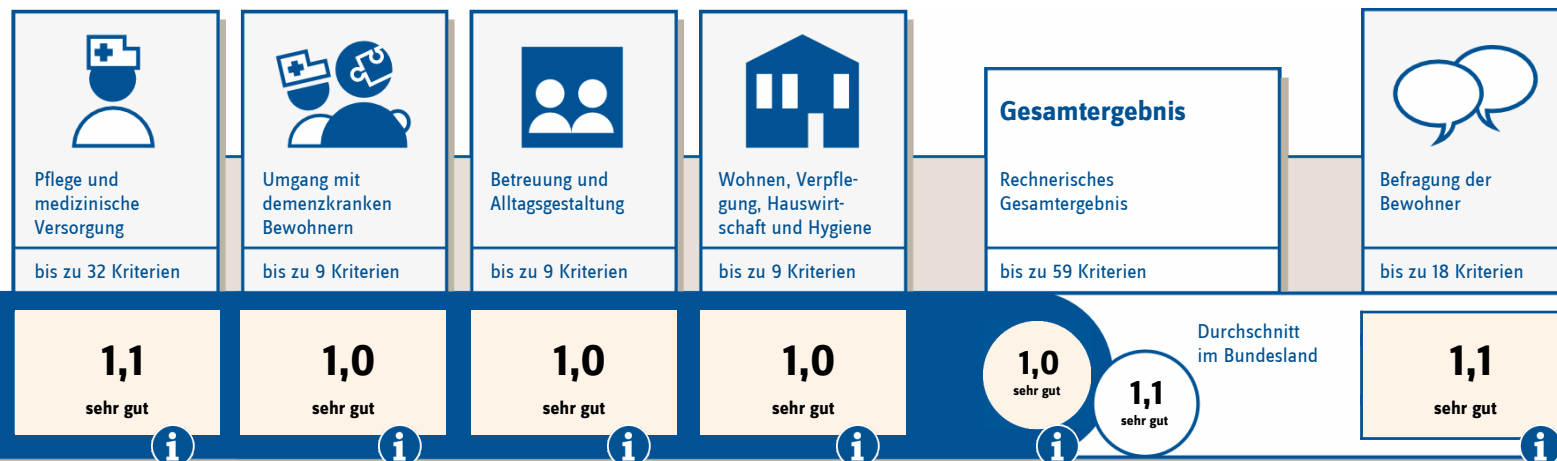 Pflege und
medizinische
Versorgung
bis zu 32 Kriterien
1,1
sehr gut
i
Umgang mit
demenzkranken
Bewohnern
bis zu 9 Kriterien
1,0
sehr gut
i
Betreuung und
Alltagsgestaltung
bis zu 9 Kriterien
1,0
sehr gut
i
Wohnen, Verpfle-
gung, Hauswirt-
schaft und Hygiene
bis zu 9 Kriterien
1,0
sehr gut
i
Gesamtergebnis
Rechnerisches
Gesamtergebnis
bis zu 59 Kriterien
1,0
sehr gut
i
Durchschnitt
im Bundesland
1,1
sehr gut
Befragung der
Bewohner
bis zu 18 Kriterien
1,1
sehr gut
i